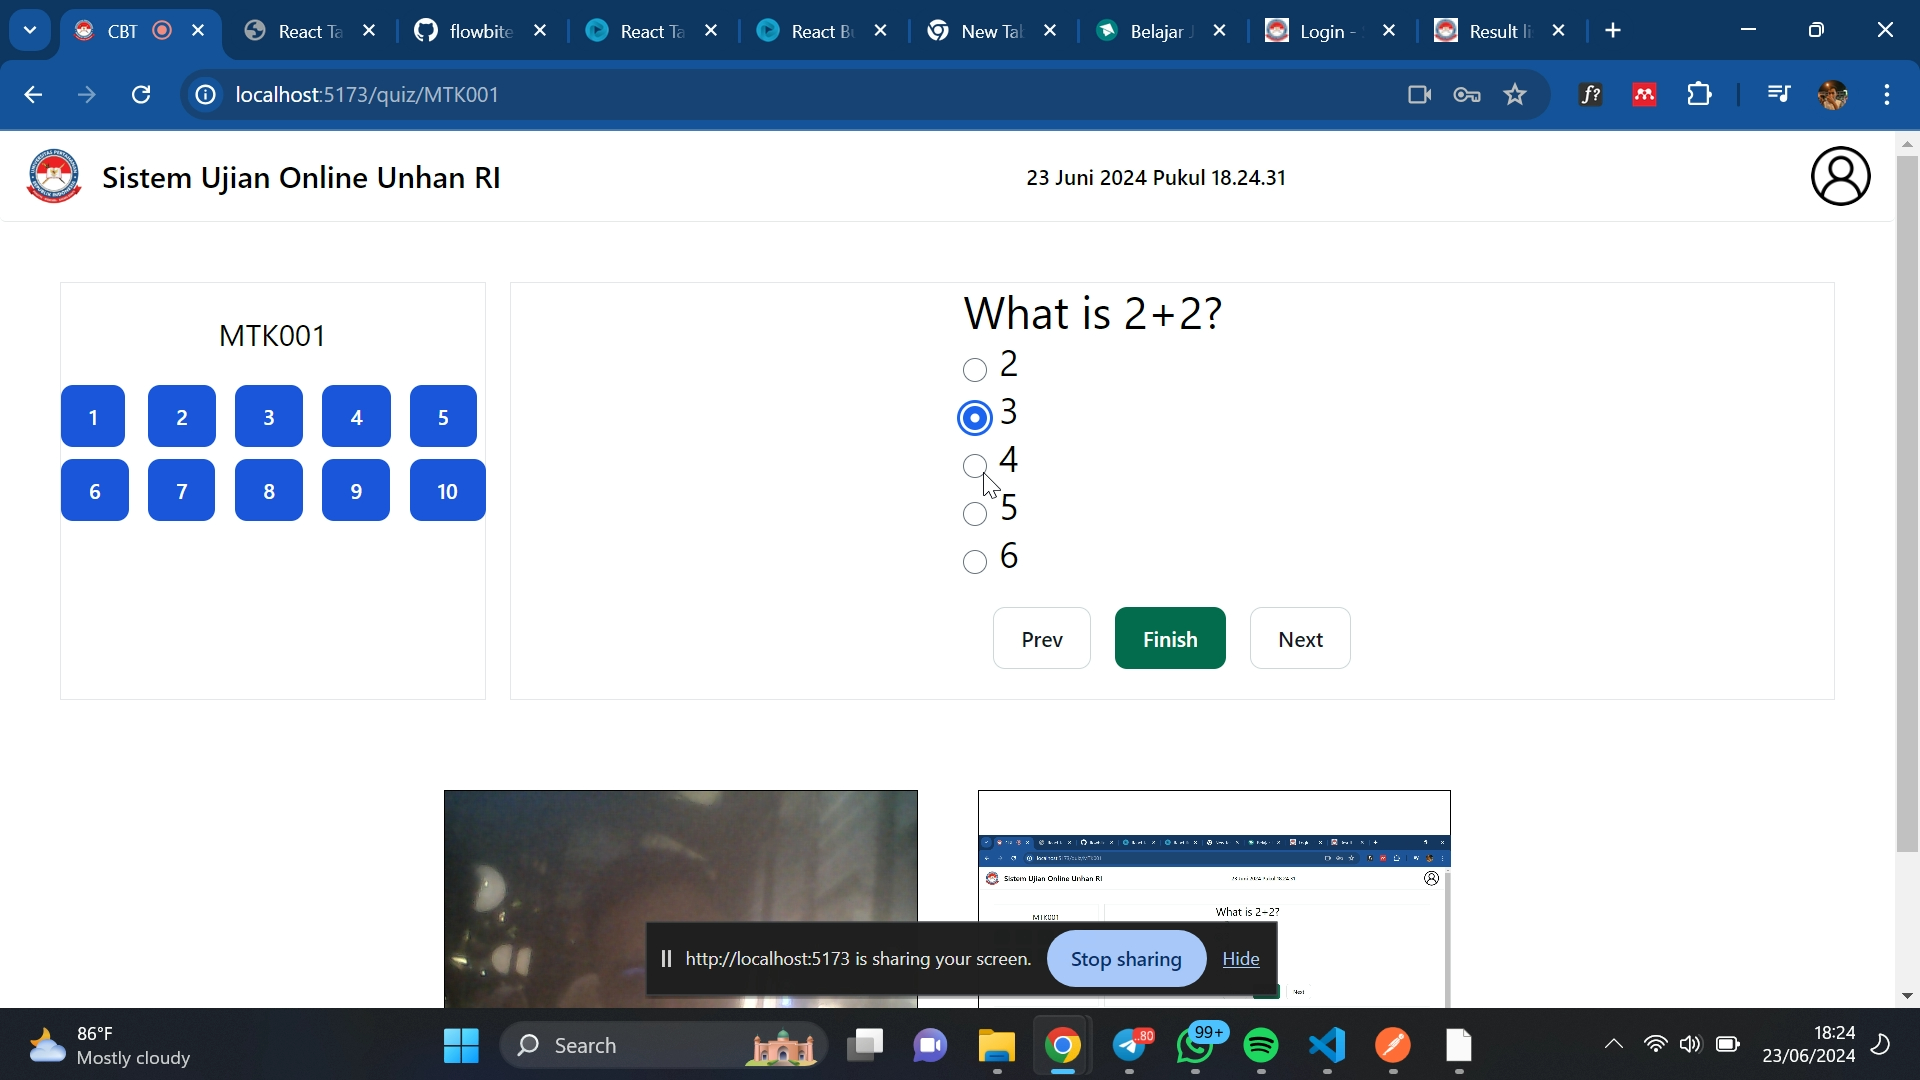 CBT
React Ta
flowbite
React Ta
React Bu
New Tab
Belajar J
Login - S
Result li
localhost:5173/quiz/MTK001
f?
Sistem Ujian Online Unhan RI
23 Juni 2024 Pukul 18.24.31
MTK001
1 2 3 4 5
6 7 8 9 10
What is 2+2?
2
3
4
5
6
Prev
Finish
Next
Sistem Ujian Online Unhan RI
MTK001
What is 2+2?
Next
http://localhost:5173 is sharing your screen.
Stop sharing
Hide
86°F
Mostly cloudy
Search
80
99+
18:24
23/06/2024